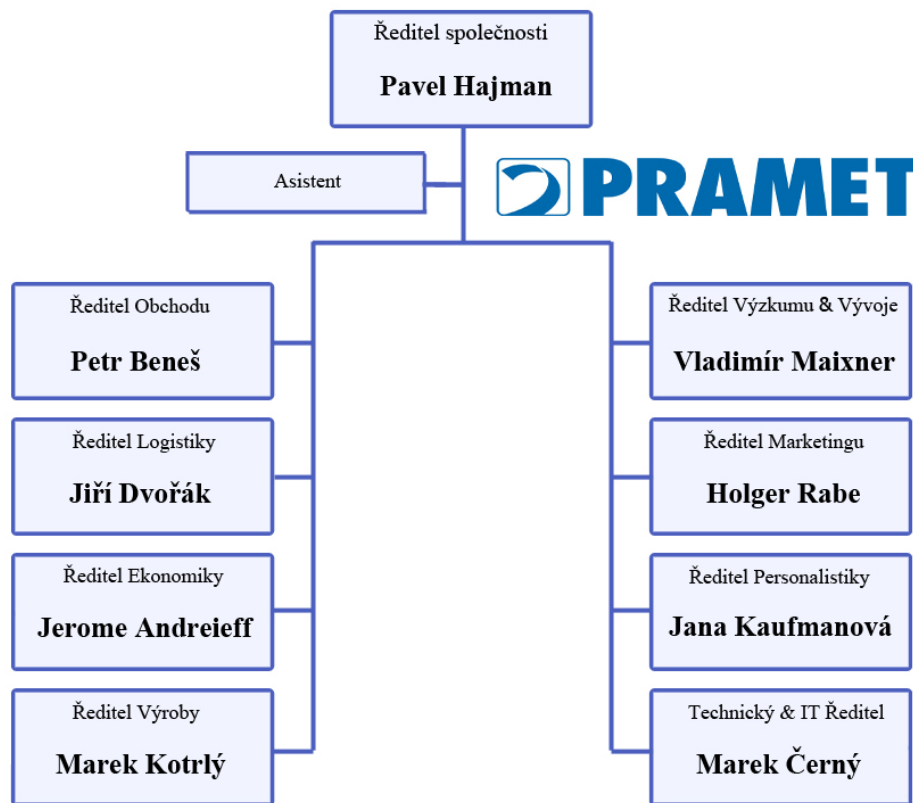 Ředitel společnosti
Pavel Hajman
Asistent
PRAMET
Ředitel Obchodu
Petr Beneš
Ředitel Výzkumu & Vývoje
Vladimír Maixner
Ředitel Logistiky
Jiří Dvořák
Ředitel Marketingu
Holger Rabe
Ředitel Ekonomiky
Jerome Andreieff
Ředitel Personalistiky
Jana Kaufmanová
Ředitel Výroby
Marek Kotrlý
Technický & IT Ředitel
Marek Černý